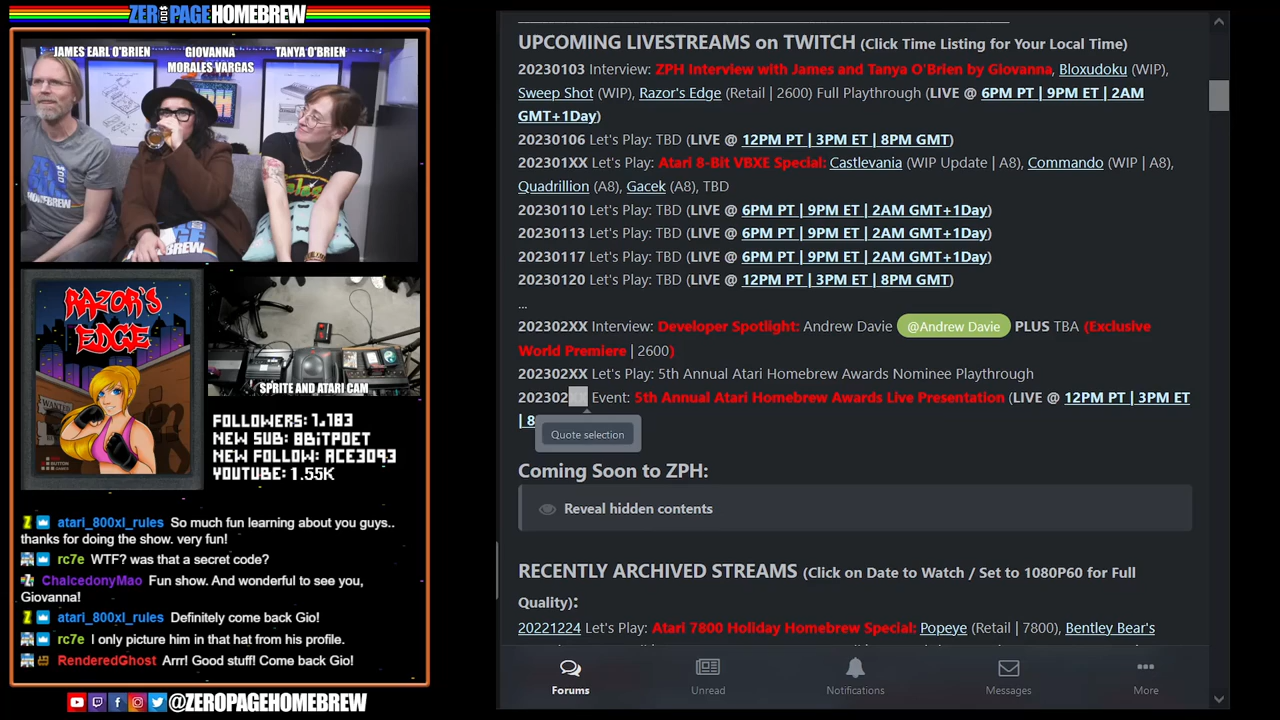 ZEROPAGE HOMEBREW
JAMES EARL O'BRIEN
GIOVANNA
MORALES VARGAS
TANYA O'BRIEN
RAZOR'S
EDGE
SPRITE AND ATARI CAM
FOLLOWERS: 1,183
NEW SUB: 8BITPOET
NEW FOLLOW: ACE3093
YOUTUBE: 1.55K
atari_800xl_rules So much fun learning about you guys..
thanks for doing the show. very fun!
rc7e WTF? was that a secret code?
ChalcedonyMao Fun show. And wonderful to see you,
Giovanna!
atari_800xl_rules Definitely come back Gio!
rc7e I only picture him in that hat from his profile.
RenderedGhost Arrr! Good stuff! Come back Gio!
@ZEROPAGEHOMEBREW
UPCOMING LIVESTREAMS on TWITCH (Click Time Listing for Your Local Time)
20230103 Interview: ZPH Interview with James and Tanya O'Brien by Giovanna, Bloxudoku (WIP),
Sweep Shot (WIP), Razor's Edge (Retail | 2600) Full Playthrough (LIVE @ 6PM PT | 9PM ET | 2AM
GMT+1Day)
20230106 Let's Play: TBD (LIVE @ 12PM PT | 3PM ET | 8PM GMT)
202301XX Let's Play: Atari 8-Bit VBXE Special: Castlevania (WIP Update | A8), Commando (WIP | A8),
Quadrillion (A8), Gacek (A8), TBD
20230110 Let's Play: TBD (LIVE @ 6PM PT | 9PM ET | 2AM GMT+1Day)
20230113 Let's Play: TBD (LIVE @ 6PM PT | 9PM ET | 2AM GMT+1Day)
20230117 Let's Play: TBD (LIVE @ 6PM PT | 9PM ET | 2AM GMT+1Day)
20230120 Let's Play: TBD (LIVE @ 12PM PT | 3PM ET | 8PM GMT)
...
202302XX Interview: Developer Spotlight: Andrew Davie @Andrew Davie PLUS TBA (Exclusive
World Premiere | 2600)
202302XX Let's Play: 5th Annual Atari Homebrew Awards Nominee Playthrough
202302XX Event: 5th Annual Atari Homebrew Awards Live Presentation (LIVE @ 12PM PT | 3PM ET
| 8
Quote selection
Coming Soon to ZPH:
Reveal hidden contents
RECENTLY ARCHIVED STREAMS (Click on Date to Watch / Set to 1080P60 for Full
Quality):
20221224 Let's Play: Atari 7800 Holiday Homebrew Special: Popeye (Retail | 7800), Bentley Bear's
Forums
Unread
Notifications
Messages
More